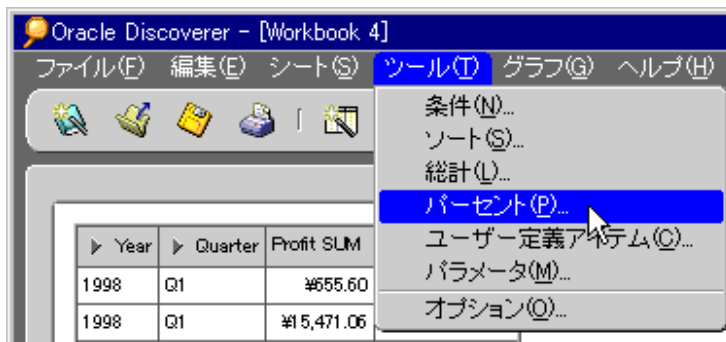 Oracle Discoverer - [Workbook 4]
ファイル(F) 編集(E) シート(S) ツール(T) グラフ(G) ヘルプ(H)
条件(N)...
ソート(S)...
総計(L)...
パーセント(P)...
ユーザー定義アイテム(C)...
パラメータ(M)...
オプション(O)...
Year Quarter Profit SUM
1998 Q1 ¥655.60
1998 Q1 ¥15,471.06